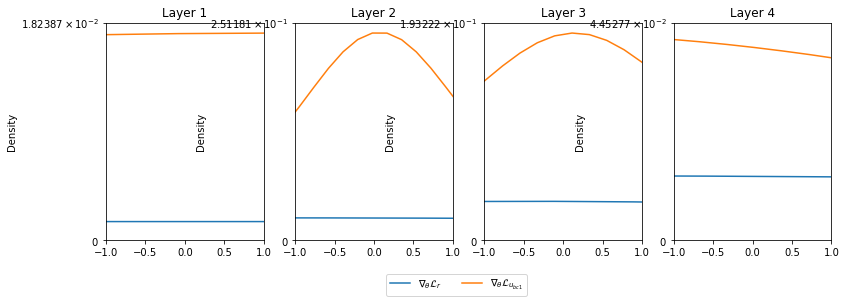 Layer 1
Layer 2
Layer 3
Layer 4
1.82387×10⁻²
2.51181×10⁻¹
1.93222×10⁻¹
4.45277×10⁻²
Density
Density
Density
Density
0
0
0
0
−1.0 −0.5 0.0 0.5 1.0
−1.0 −0.5 0.0 0.5 1.0
−1.0 −0.5 0.0 0.5 1.0
−1.0 −0.5 0.0 0.5 1.0
∇θℒr
∇θℒu_bc1